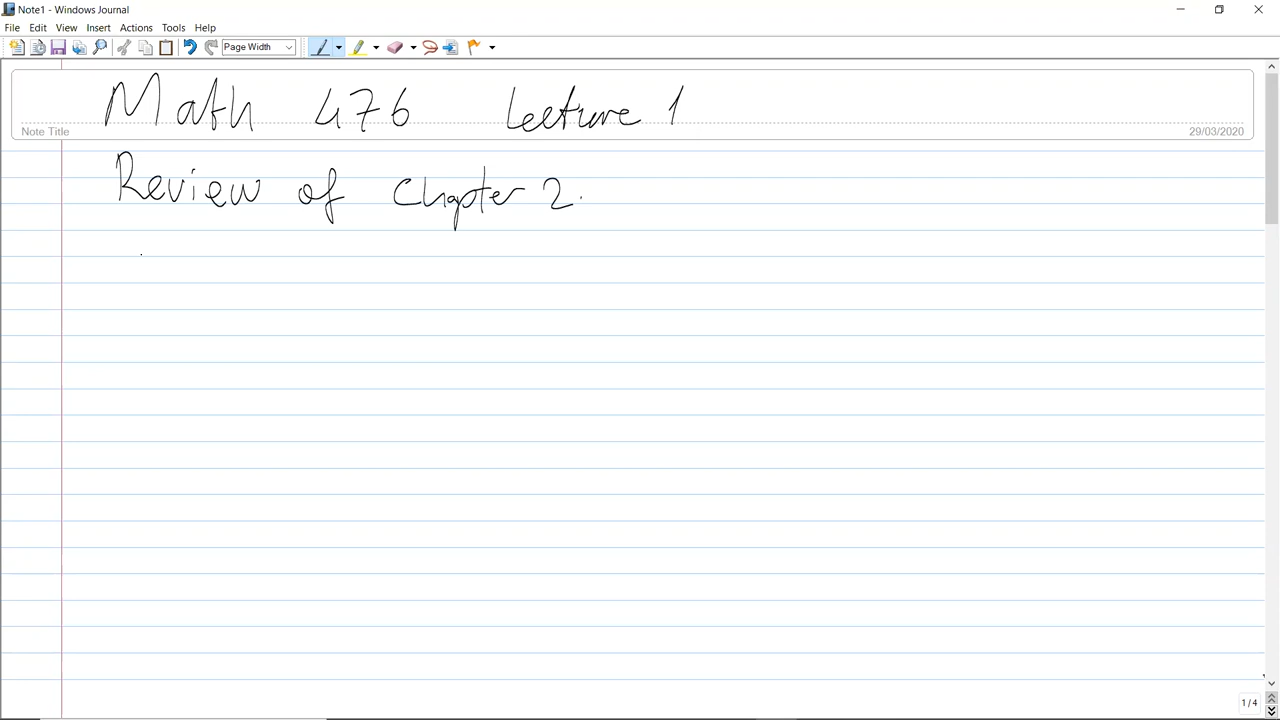 Note1 - Windows Journal
File Edit View Insert Actions Tools Help
Page Width
Math 476 Lecture 1
Note Title 29/03/2020
Review of Chapter 2.
1/4